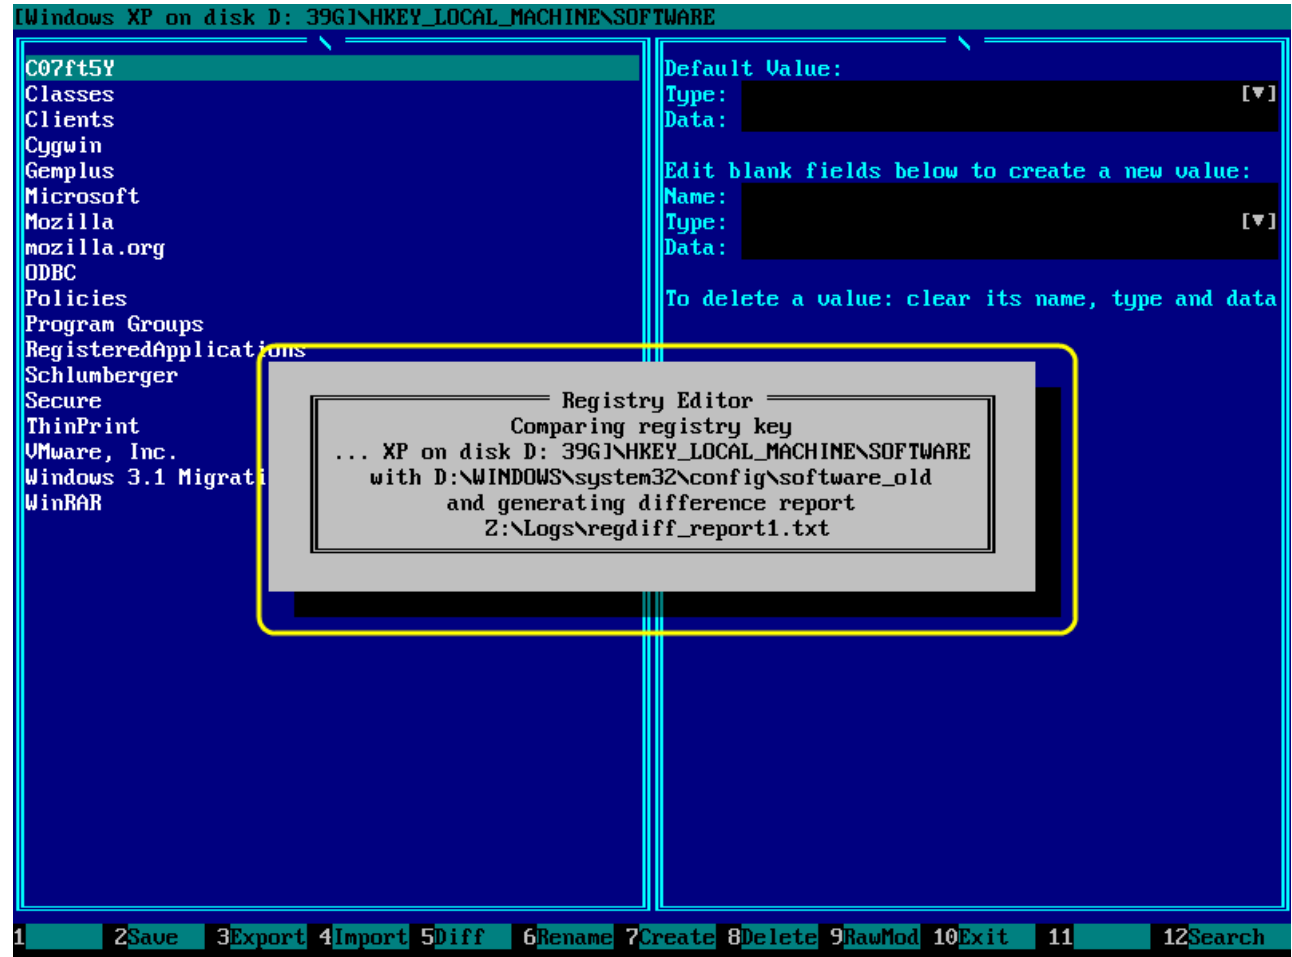 [Windows XP on disk D: 39G]\HKEY_LOCAL_MACHINE\SOFTWARE
\
C07ft5Y
Classes
Clients
Cygwin
Gemplus
Microsoft
Mozilla
mozilla.org
ODBC
Policies
Program Groups
RegisteredApplications
Schlumberger
Secure
ThinPrint
VMware, Inc.
Windows 3.1 Migrati
WinRAR
\
Default Value:
Type: [▼]
Data:
Edit blank fields below to create a new value:
Name:
Type: [▼]
Data:
To delete a value: clear its name, type and data
Registry Editor
Comparing registry key
... XP on disk D: 39G]\HKEY_LOCAL_MACHINE\SOFTWARE
with D:\WINDOWS\system32\config\software_old
and generating difference report
Z:\Logs\regdiff_report1.txt
1 2Save 3Export 4Import 5Diff 6Rename 7Create 8Delete 9RawMod 10Exit 11 12Search